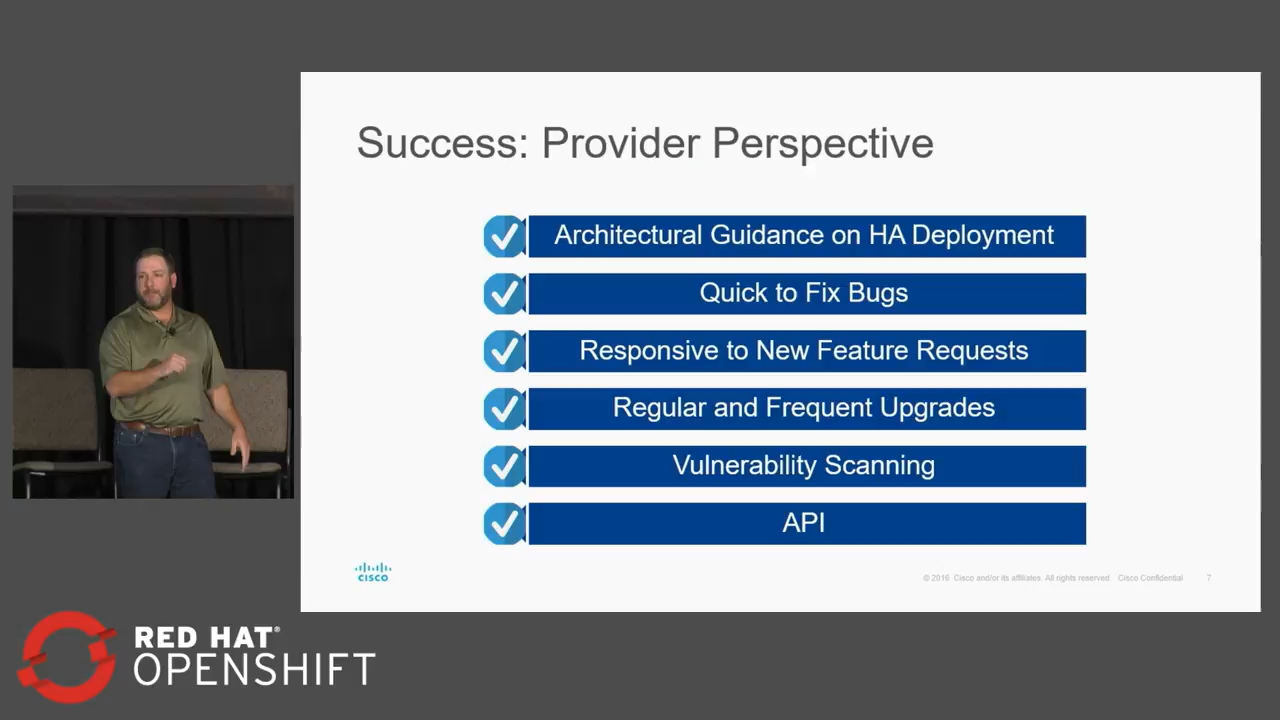 Success: Provider Perspective
Architectural Guidance on HA Deployment
Quick to Fix Bugs
Responsive to New Feature Requests
Regular and Frequent Upgrades
Vulnerability Scanning
API
CISCO
© 2016 Cisco and/or its affiliates. All rights reserved. Cisco Confidential 7
RED HAT®
OPENSHIFT